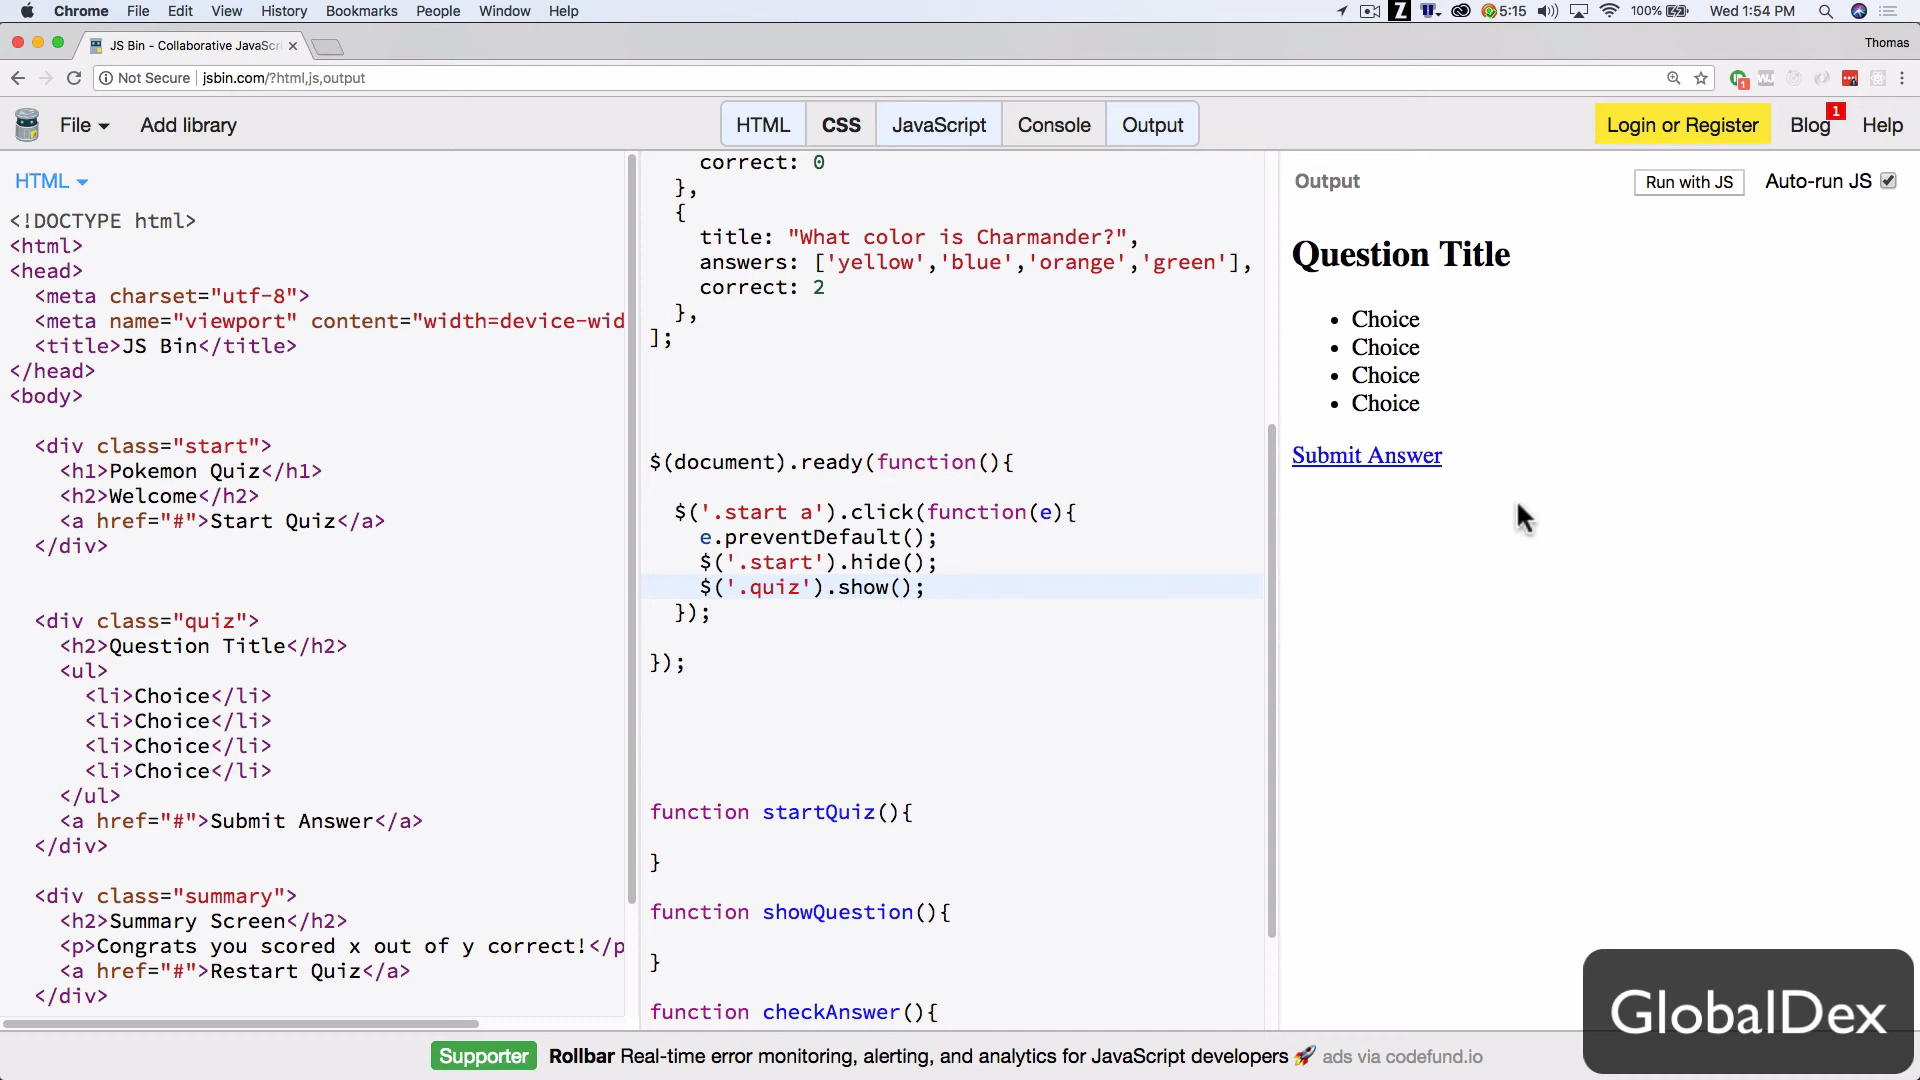 Chrome File Edit View History Bookmarks People Window Help 5:15 100% Wed 1:54 PM
JS Bin - Collaborative JavaScri Thomas
Not Secure jsbin.com/?html,js,output
File Add library HTML CSS JavaScript Console Output Login or Register Blog 1 Help
HTML
<!DOCTYPE html>
<html>
<head>
<meta charset="utf-8">
<meta name="viewport" content="width=device-wid
<title>JS Bin</title>
</head>
<body>
<div class="start">
<h1>Pokemon Quiz</h1>
<h2>Welcome</h2>
<a href="#">Start Quiz</a>
</div>
<div class="quiz">
<h2>Question Title</h2>
<ul>
<li>Choice</li>
<li>Choice</li>
<li>Choice</li>
<li>Choice</li>
</ul>
<a href="#">Submit Answer</a>
</div>
<div class="summary">
<h2>Summary Screen</h2>
<p>Congrats you scored x out of y correct!</p
<a href="#">Restart Quiz</a>
</div>
correct: 0
},
{
title: "What color is Charmander?",
answers: ['yellow','blue','orange','green'],
correct: 2
},
];
$(document).ready(function(){
$('.start a').click(function(e){
e.preventDefault();
$('.start').hide();
$('.quiz').show();
});
});
function startQuiz(){
}
function showQuestion(){
}
function checkAnswer(){
Output Run with JS Auto-run JS
Question Title
• Choice
• Choice
• Choice
• Choice
Submit Answer
Supporter Rollbar Real-time error monitoring, alerting, and analytics for JavaScript developers 🚀 ads via codefund.io
GlobalDex